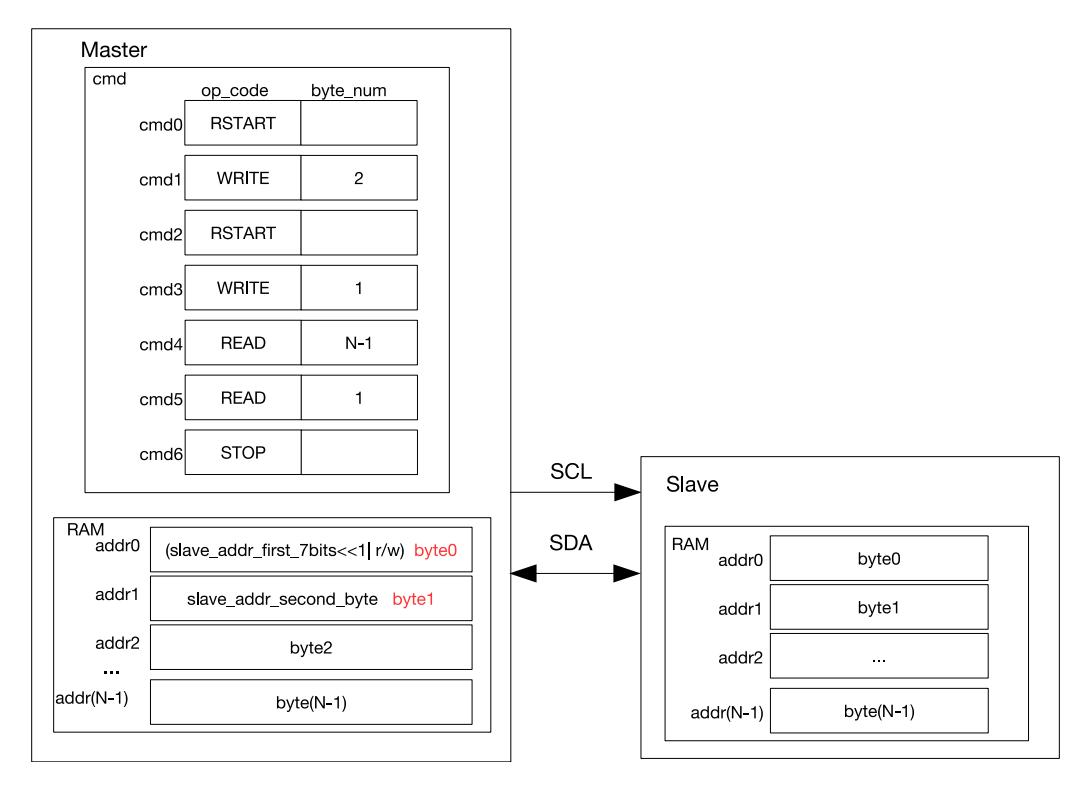 Master
cmd
op_code byte_num
cmd0 RSTART
cmd1 WRITE 2
cmd2 RSTART
cmd3 WRITE 1
cmd4 READ N-1
cmd5 READ 1
cmd6 STOP
RAM
addr0 (slave_addr_first_7bits<<1| r/w) byte0
addr1 slave_addr_second_byte byte1
addr2 byte2
...
addr(N-1) byte(N-1)
SCL
SDA
Slave
RAM
addr0 byte0
addr1 byte1
addr2 ...
addr(N-1) byte(N-1)